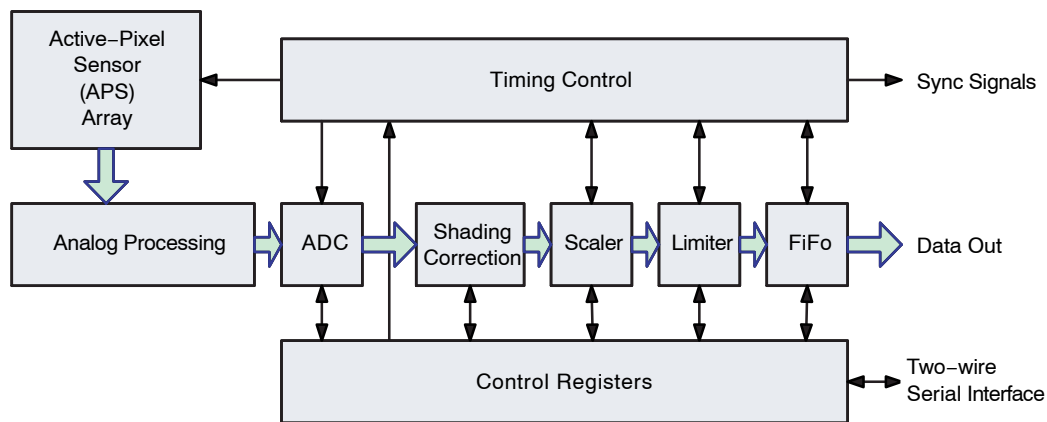 Active−Pixel
Sensor
(APS)
Array
Timing Control
Sync Signals
Analog Processing
ADC
Shading
Correction
Scaler
Limiter
FiFo
Data Out
Control Registers
Two−wire
Serial Interface